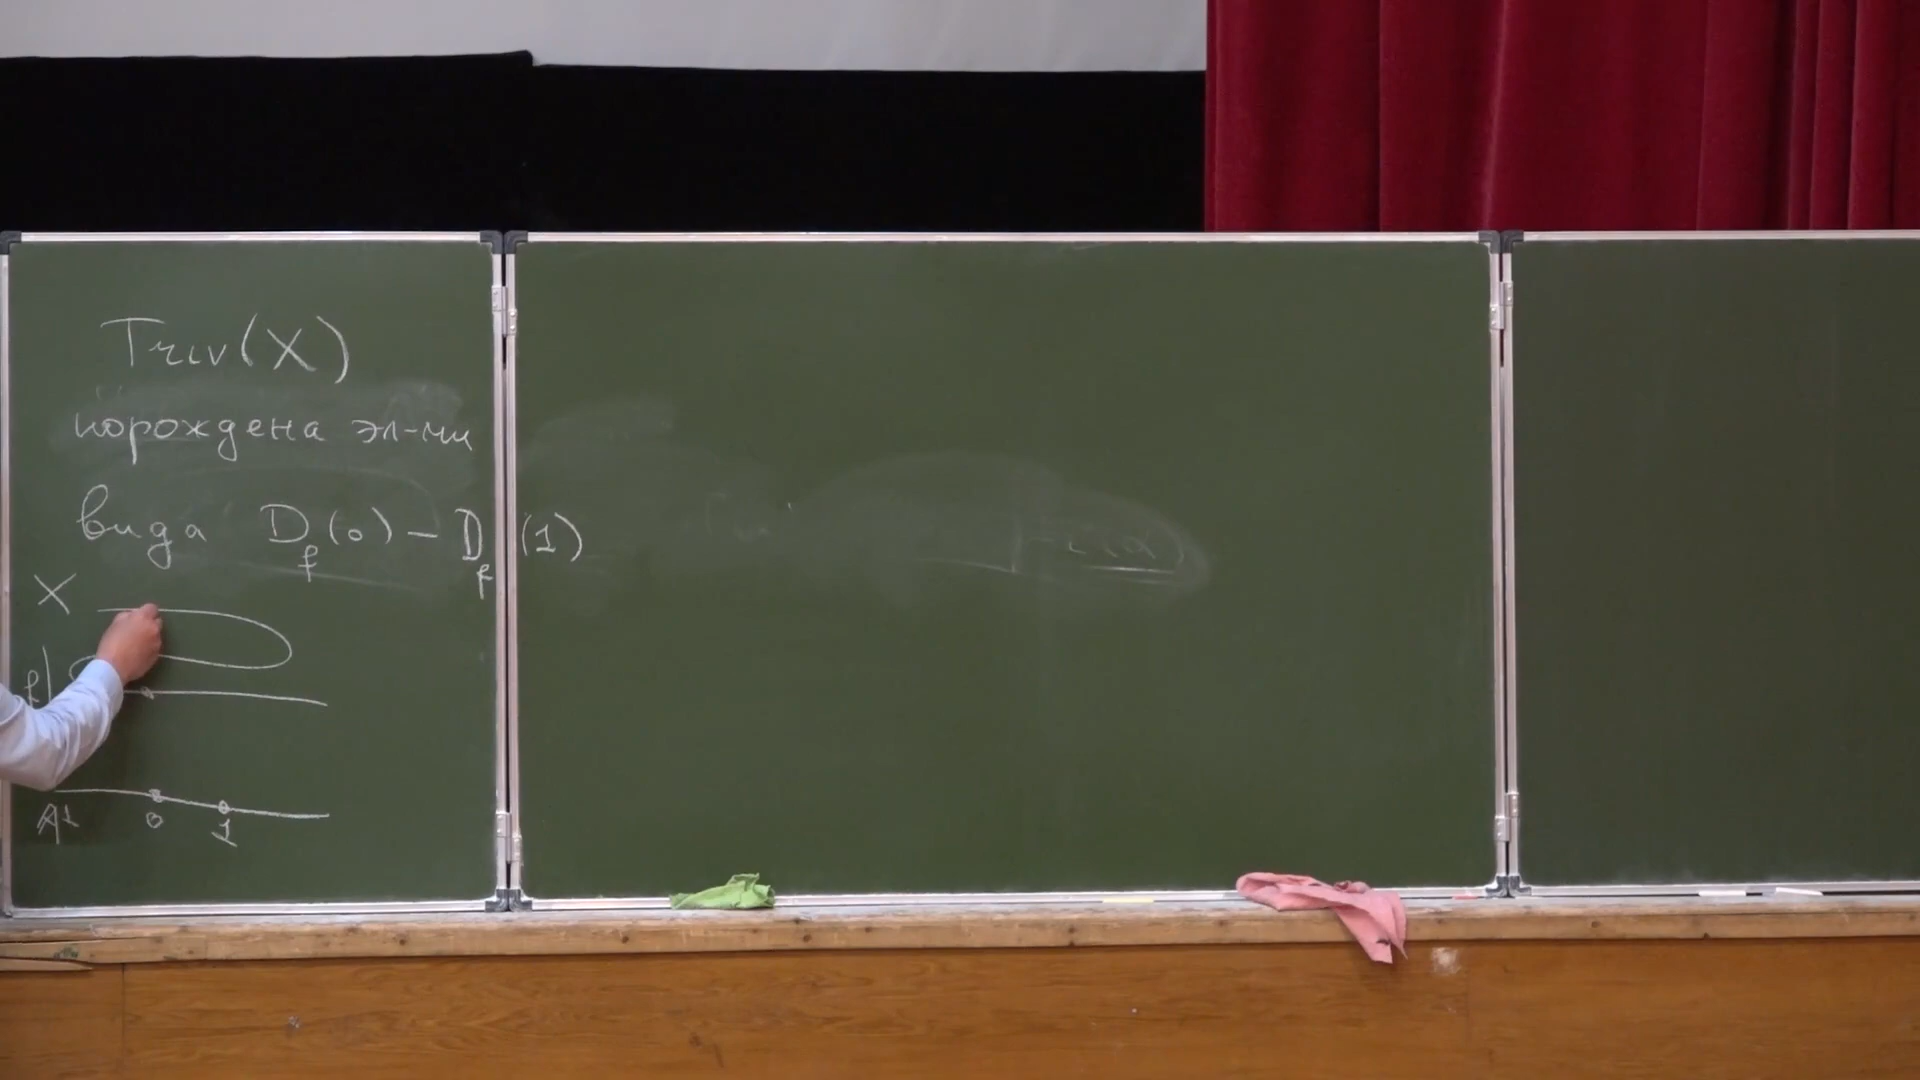 Triv(X)
порождена эл-ми
вида D_f(0) – D_f(1)
X
f
A1 0 1